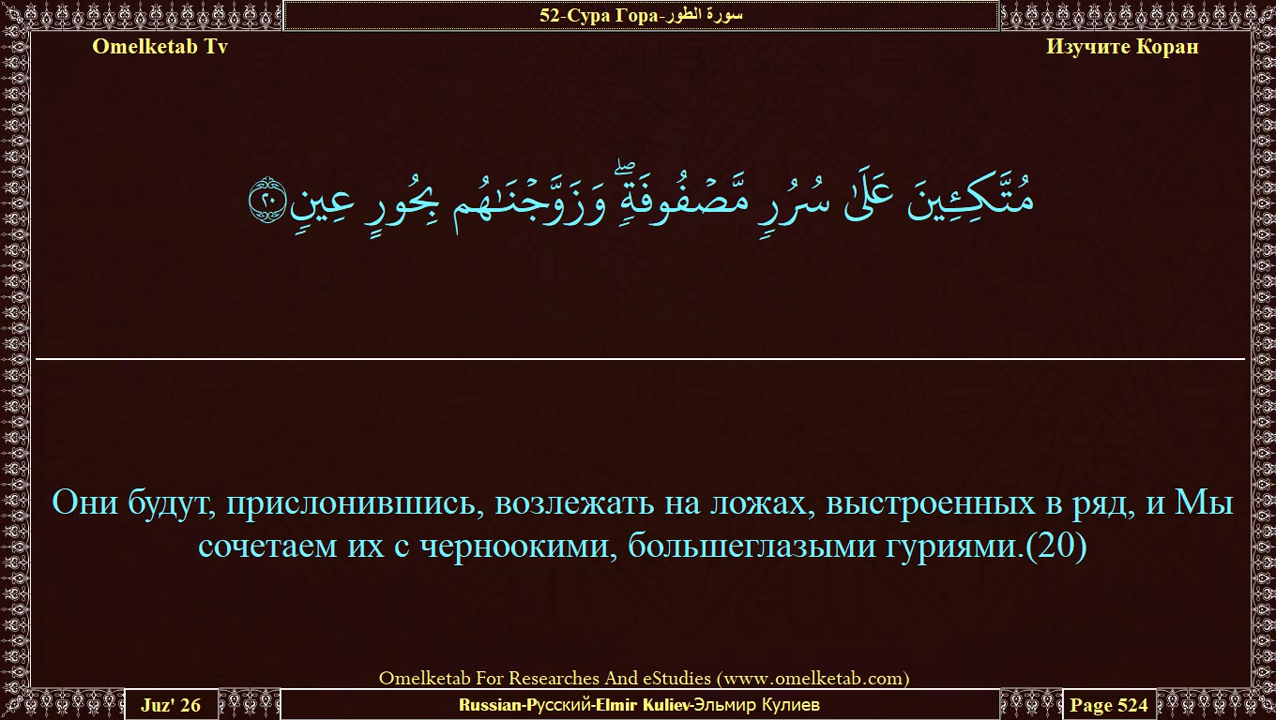 52-Сура Гора-سورة الطور
Omelketab Tv
Изучите Коран
مُتَّكِـِٔينَ عَلَىٰ سُرُرٍ مَّصْفُوفَةٍ ۖ وَزَوَّجْنَـٰهُم بِحُورٍ عِينٍ ٢٠
Они будут, прислонившись, возлежать на ложах, выстроенных в ряд, и Мы
сочетаем их с черноокими, большеглазыми гуриями.(20)
Omelketab For Researches And eStudies (www.omelketab.com)
Juz' 26
Russian-Русский-Elmir Kuliev-Эльмир Кулиев
Page 524